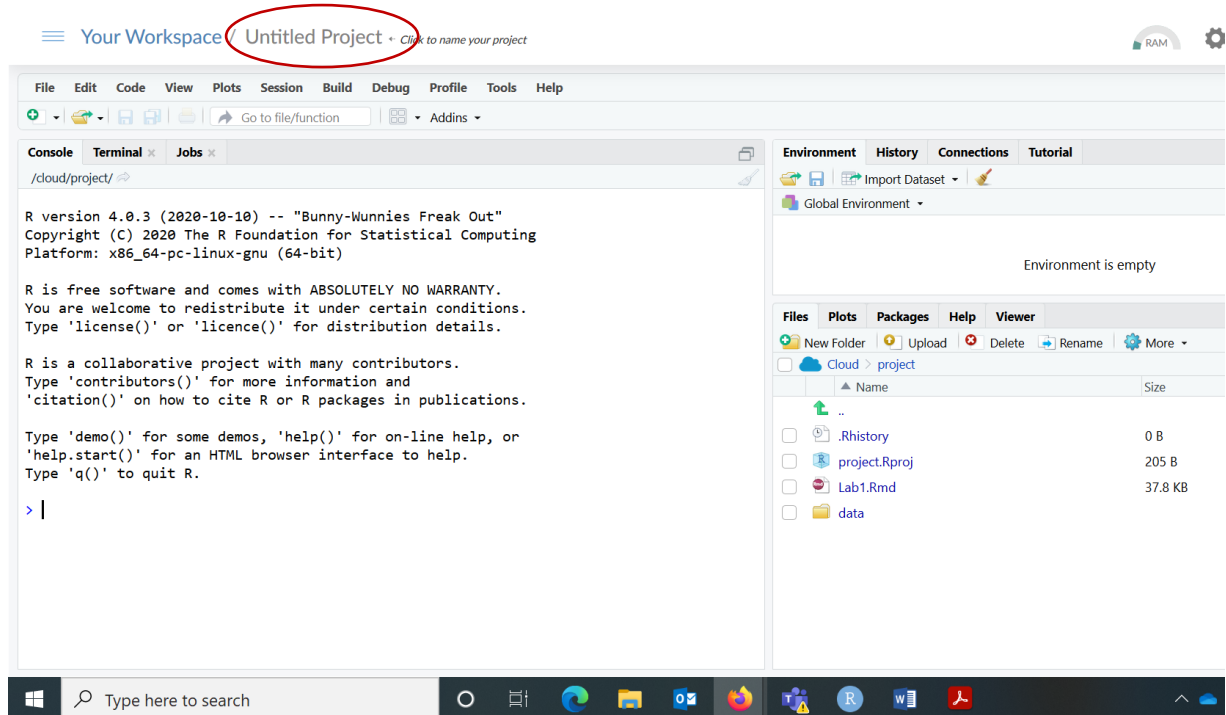 Your Workspace / Untitled Project ← Click to name your project
RAM
File Edit Code View Plots Session Build Debug Profile Tools Help
Go to file/function Addins
Console Terminal Jobs
/cloud/project/
R version 4.0.3 (2020-10-10) -- "Bunny-Wunnies Freak Out"
Copyright (C) 2020 The R Foundation for Statistical Computing
Platform: x86_64-pc-linux-gnu (64-bit)
R is free software and comes with ABSOLUTELY NO WARRANTY.
You are welcome to redistribute it under certain conditions.
Type 'license()' or 'licence()' for distribution details.
R is a collaborative project with many contributors.
Type 'contributors()' for more information and
'citation()' on how to cite R or R packages in publications.
Type 'demo()' for some demos, 'help()' for on-line help, or
'help.start()' for an HTML browser interface to help.
Type 'q()' to quit R.
>
Environment History Connections Tutorial
Import Dataset
Global Environment
Environment is empty
Files Plots Packages Help Viewer
New Folder Upload Delete Rename More
Cloud > project
Name Size
..
.Rhistory 0 B
project.Rproj 205 B
Lab1.Rmd 37.8 KB
data
Type here to search